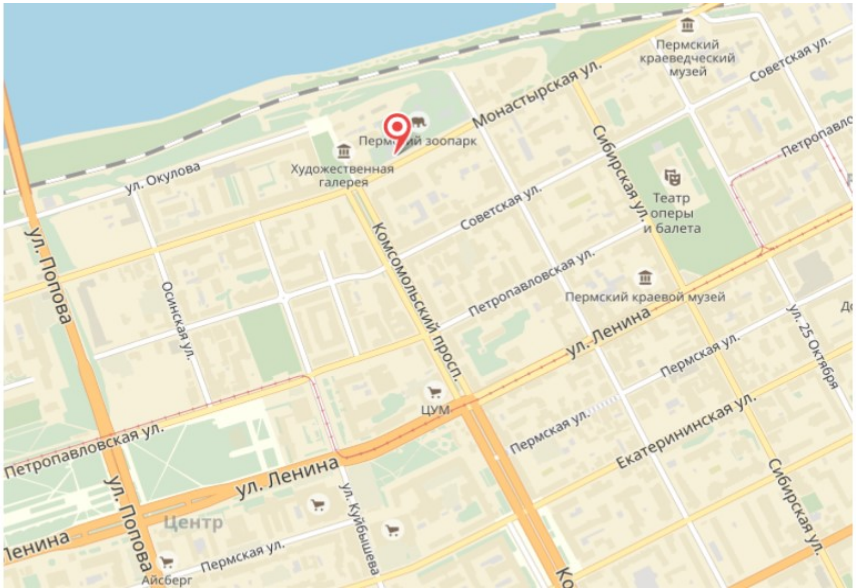 Пермский
краеведческий
музей
Советская ул.
Монастырская ул.
Пермский зоопарк
Петропавло
Сибирская ул.
Художественная
галерея
ул. Окулова
Театр
оперы
и балета
Советская ул.
ул. Попова
Комсомольский просп.
Петропавловская ул.
Осинская ул.
Пермский краевой музей
ул. Ленина
ул. 25 Октября
Пермская ул.
ЦУМ
Пермская ул.
Екатерининская ул.
Петропавловская ул.
ул. Ленина
Сибирская ул.
ул. Попова
ул. Куйбышева
Центр
Ленина
Пермская ул.
Айсберг
Ко